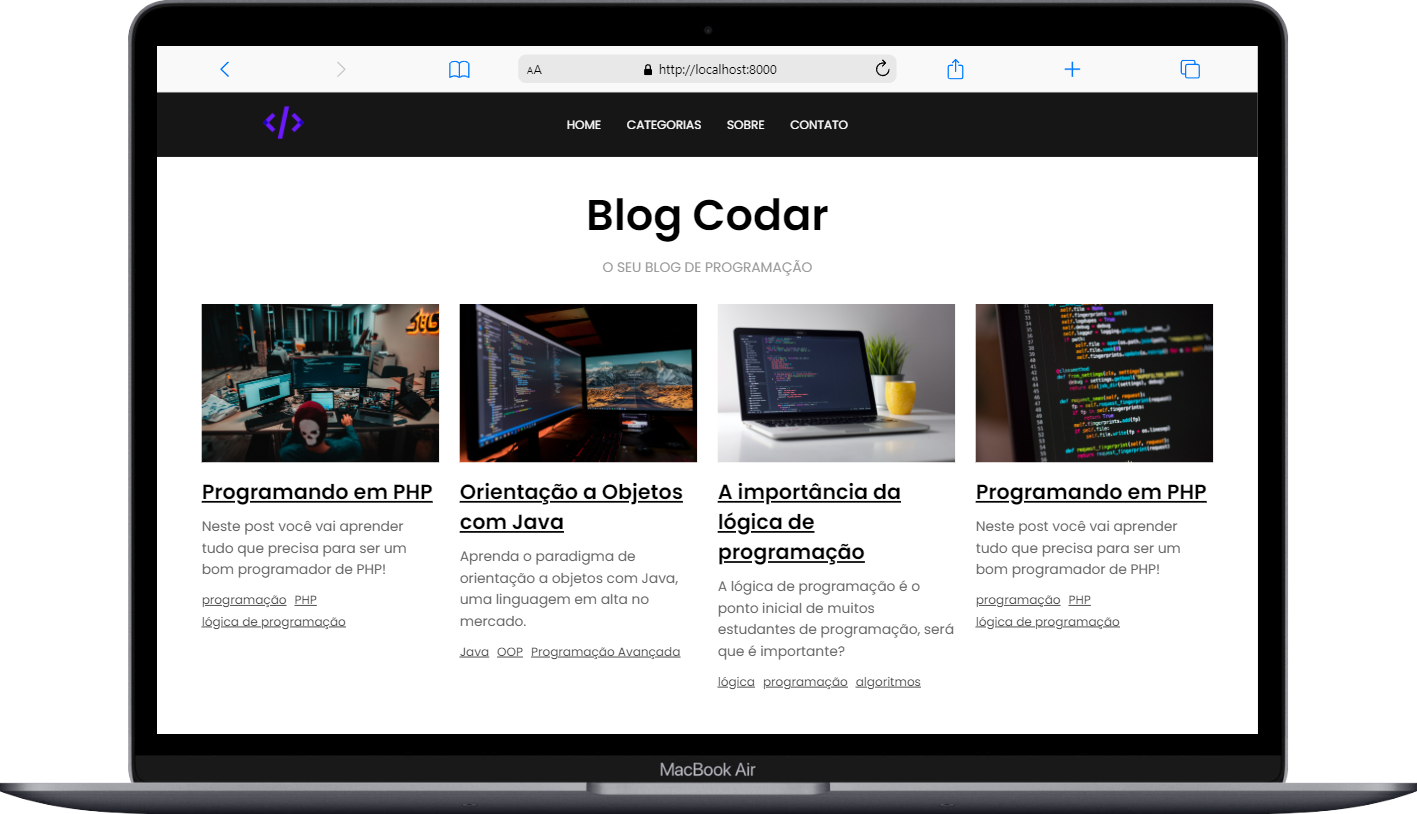 AA
http://localhost:8000
</>
HOME CATEGORIAS SOBRE CONTATO
Blog Codar
O SEU BLOG DE PROGRAMAÇÃO
Programando em PHP
Neste post você vai aprender
tudo que precisa para ser um
bom programador de PHP!
programação PHP
lógica de programação
Orientação a Objetos
com Java
Aprenda o paradigma de
orientação a objetos com Java,
uma linguagem em alta no
mercado.
Java OOP Programação Avançada
A importância da
lógica de
programação
A lógica de programação é o
ponto inicial de muitos
estudantes de programação, será
que é importante?
lógica programação algoritmos
Programando em PHP
Neste post você vai aprender
tudo que precisa para ser um
bom programador de PHP!
programação PHP
lógica de programação
MacBook Air